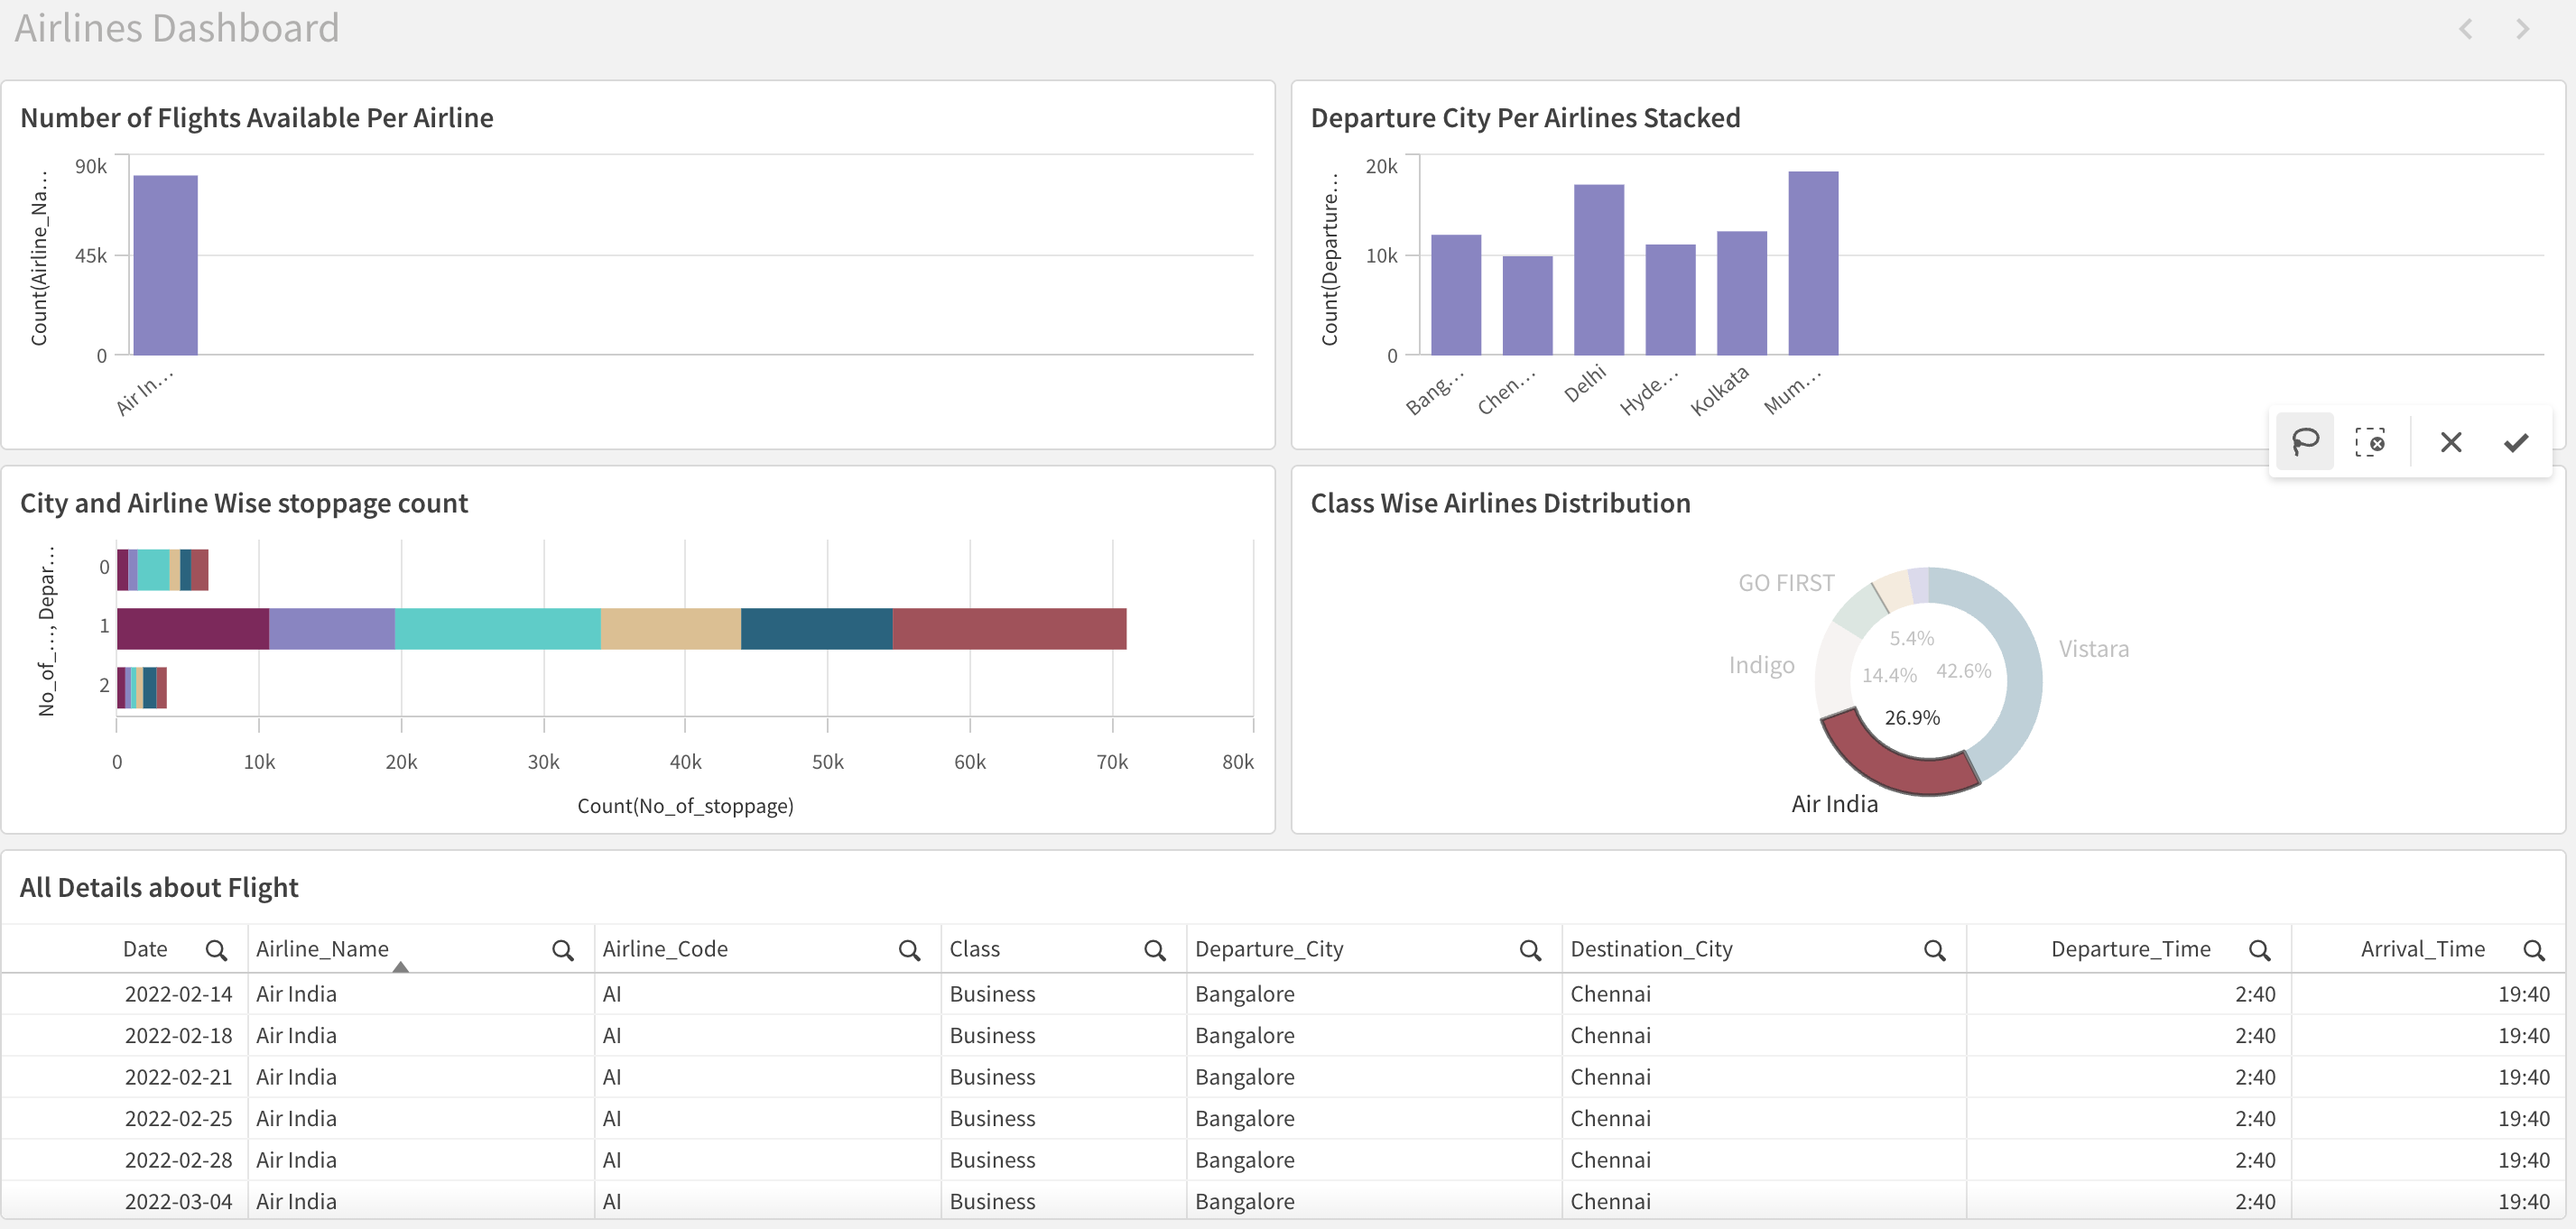 Airlines Dashboard
Number of Flights Available Per Airline
Count(Airline_Na...
90k
45k
0
Air In...
Departure City Per Airlines Stacked
Count(Departure...
20k
10k
0
Bang...
Chen...
Delhi
Hyde...
Kolkata
Mum...
City and Airline Wise stoppage count
No_of_..., Depar...
0
1
2
0 10k 20k 30k 40k 50k 60k 70k 80k
Count(No_of_stoppage)
Class Wise Airlines Distribution
GO FIRST
5.4%
Vistara
Indigo
14.4% 42.6%
26.9%
Air India
All Details about Flight
Date Airline_Name Airline_Code Class Departure_City Destination_City Departure_Time Arrival_Time
2022-02-14 Air India AI Business Bangalore Chennai 2:40 19:40
2022-02-18 Air India AI Business Bangalore Chennai 2:40 19:40
2022-02-21 Air India AI Business Bangalore Chennai 2:40 19:40
2022-02-25 Air India AI Business Bangalore Chennai 2:40 19:40
2022-02-28 Air India AI Business Bangalore Chennai 2:40 19:40
2022-03-04 Air India AI Business Bangalore Chennai 2:40 19:40